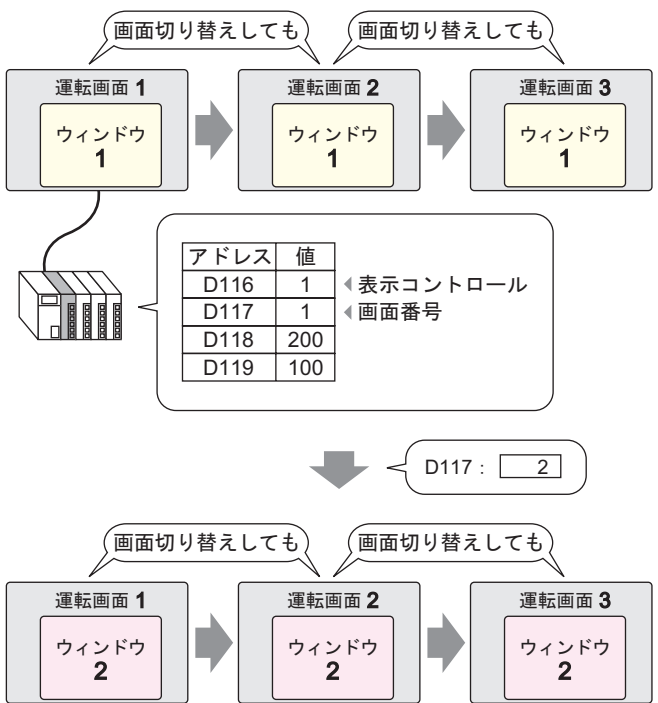 画面切り替えしても 画面切り替えしても
運転画面 1 運転画面 2 運転画面 3
ウィンドウ ウィンドウ ウィンドウ
1 1 1
アドレス 値
D116 1 表示コントロール
D117 1 画面番号
D118 200
D119 100
D117： 2
画面切り替えしても 画面切り替えしても
運転画面 1 運転画面 2 運転画面 3
ウィンドウ ウィンドウ ウィンドウ
2 2 2